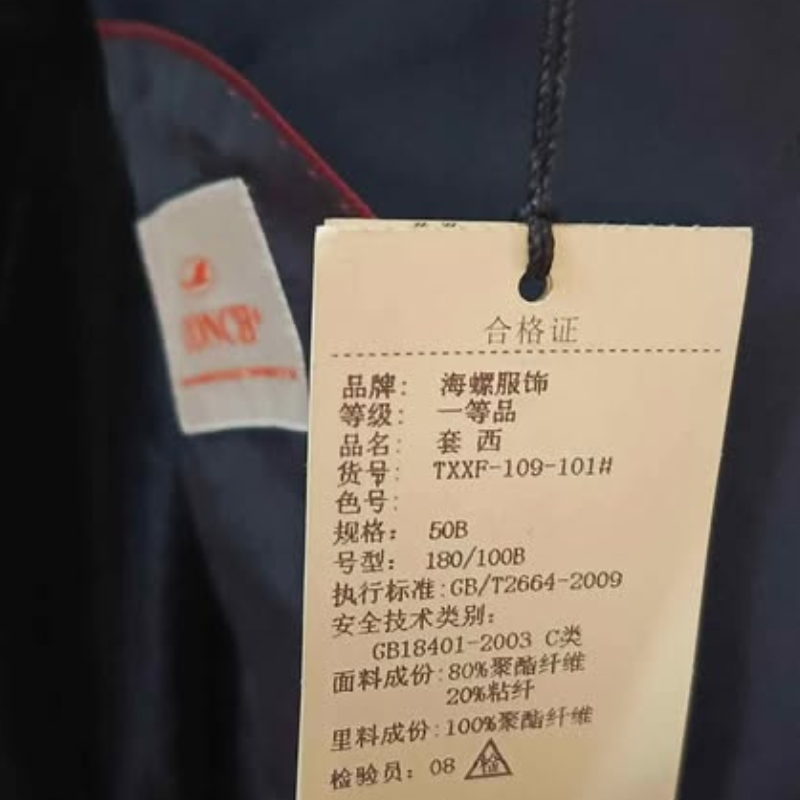 合格证
品牌: 海螺服饰
等级: 一等品
品名: 套 西
货号: TXXF-109-101#
色号:
规格: 50B
号型: 180/100B
执行标准:GB/T2664-2009
安全技术类别:
GB18401-2003 C类
面料成份:80%聚酯纤维
20%粘纤
里料成份:100%聚酯纤维
检验员: 08 检